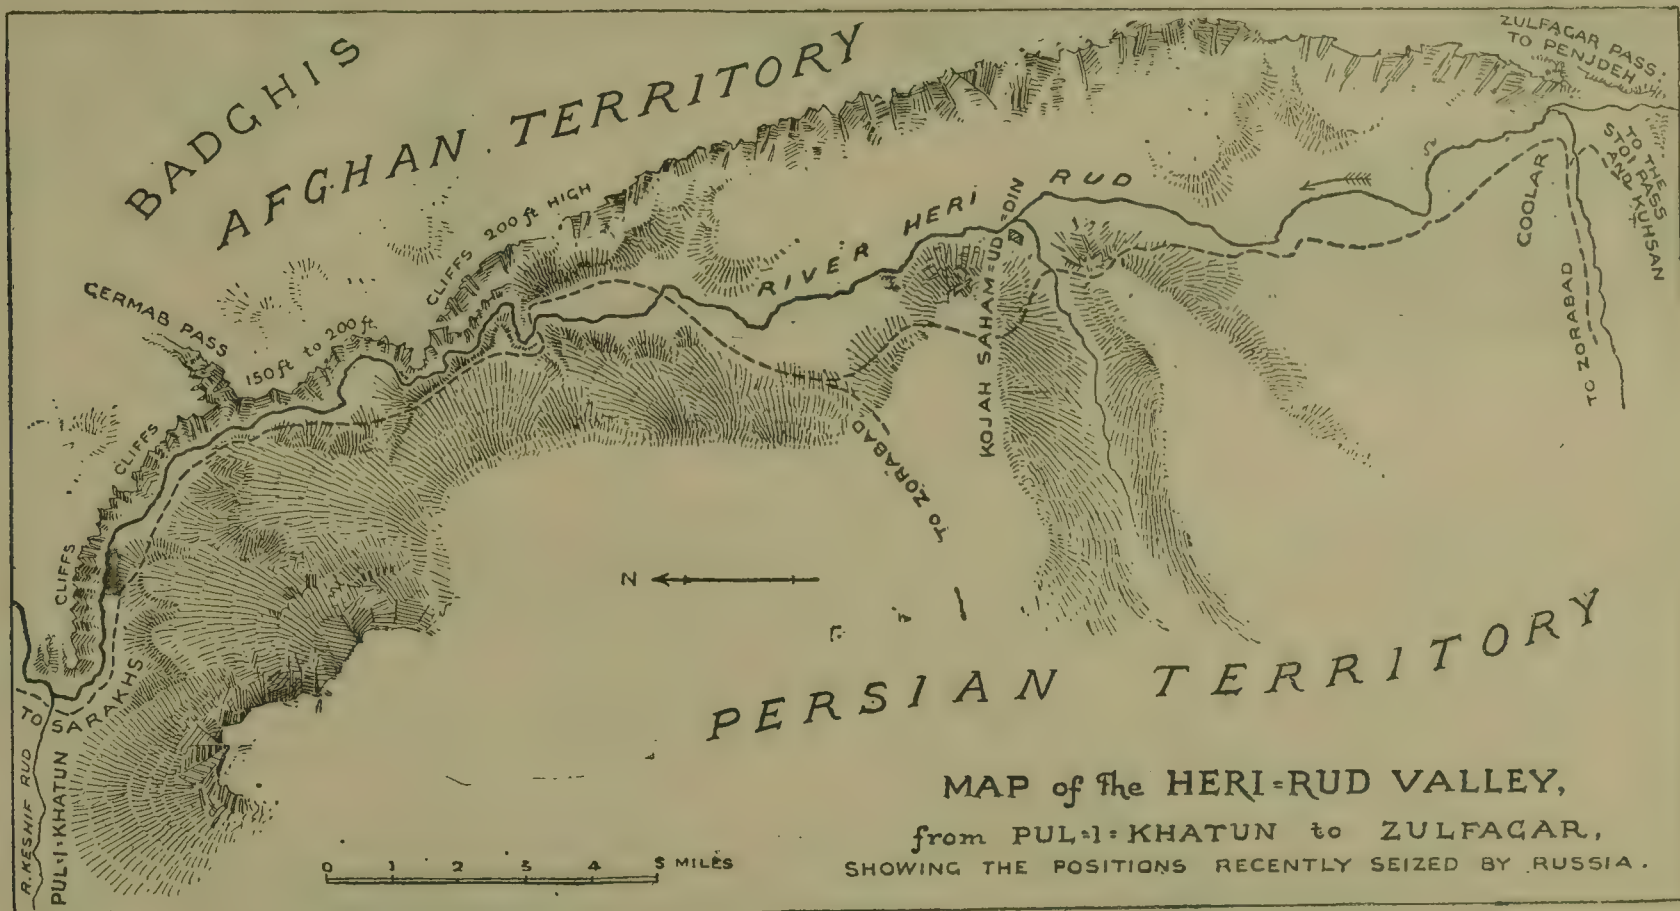 BADGHIS
AFGHAN TERRITORY
ZULFAGAR PASS:
TO PENJDEH
TO THE
STOI PASS
AND KUHSAN
COOLAR
TO ZORABAD
RIVER HERI RUD
KOJAH SAHAM=UD=DIN
CLIFFS 200 ft HIGH
GERMAB PASS
150 ft to 200 ft.
CLIFFS
CLIFFS
TO ZORABAD
N
TO SARAKHS
R. KESHIF RUD
PUL=I=KHATUN
PERSIAN TERRITORY
0 1 2 3 4 5 MILES
MAP of the HERI=RUD VALLEY,
from PUL=I=KHATUN to ZULFAGAR,
SHOWING THE POSITIONS RECENTLY SEIZED BY RUSSIA.